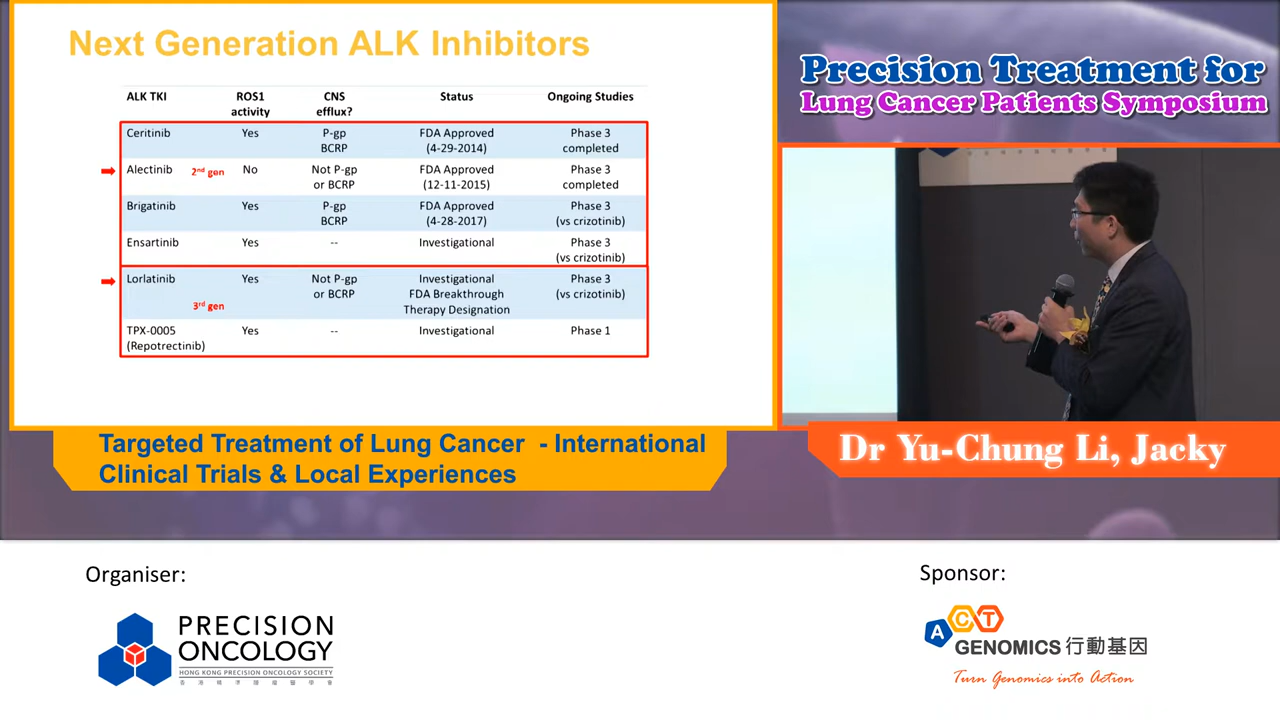 Next Generation ALK Inhibitors
ALK TKI ROS1 activity CNS efflux? Status Ongoing Studies
Ceritinib Yes P-gp BCRP FDA Approved (4-29-2014) Phase 3 completed
Alectinib 2nd gen No Not P-gp or BCRP FDA Approved (12-11-2015) Phase 3 completed
Brigatinib Yes P-gp BCRP FDA Approved (4-28-2017) Phase 3 (vs crizotinib)
Ensartinib Yes -- Investigational Phase 3 (vs crizotinib)
Lorlatinib 3rd gen Yes Not P-gp or BCRP Investigational FDA Breakthrough Therapy Designation Phase 3 (vs crizotinib)
TPX-0005 (Repotrectinib) Yes -- Investigational Phase 1
Precision Treatment for
Lung Cancer Patients Symposium
Targeted Treatment of Lung Cancer - International
Clinical Trials & Local Experiences
Dr Yu-Chung Li, Jacky
Organiser:
PRECISION
ONCOLOGY
HONG KONG PRECISION ONCOLOGY SOCIETY
Sponsor:
ACT
GENOMICS 行動基因
Turn Genomics into Action